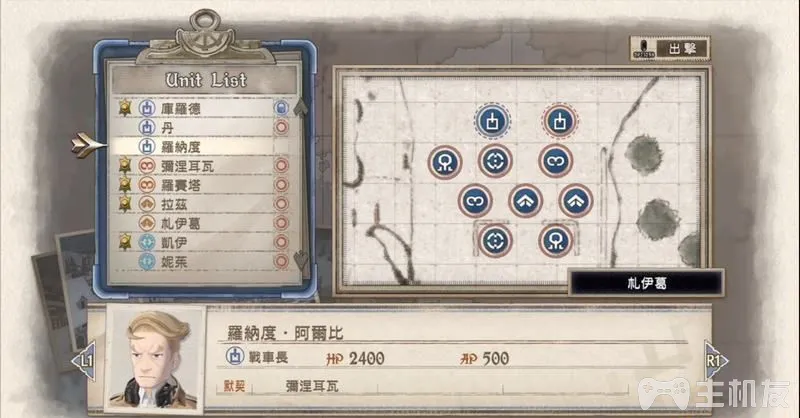 出擊
Unit List
庫羅德
丹
羅納度
彌涅耳瓦
羅賽塔
拉茲
札伊葛
凱伊
妮茱
札伊葛
羅納度·阿爾比
戰車長 HP 2400 AP 500
默契 彌涅耳瓦
L1
R1
主机友